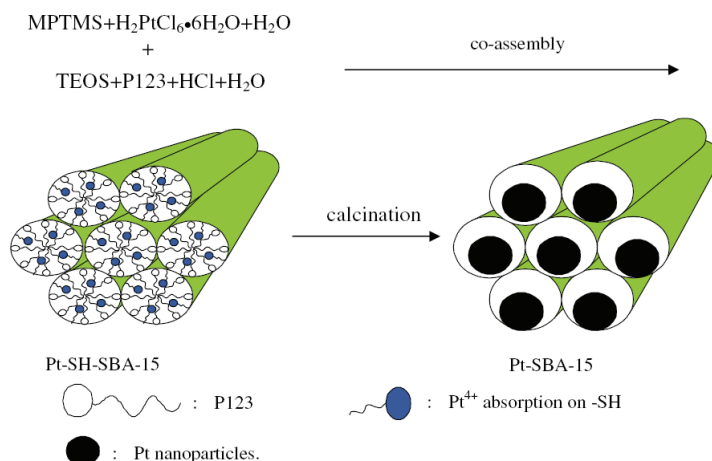 MPTMS+H₂PtCl₆•6H₂O+H₂O
+
TEOS+P123+HCl+H₂O
co-assembly
calcination
Pt-SH-SBA-15
Pt-SBA-15
: P123
: Pt⁴⁺ absorption on -SH
: Pt nanoparticles.